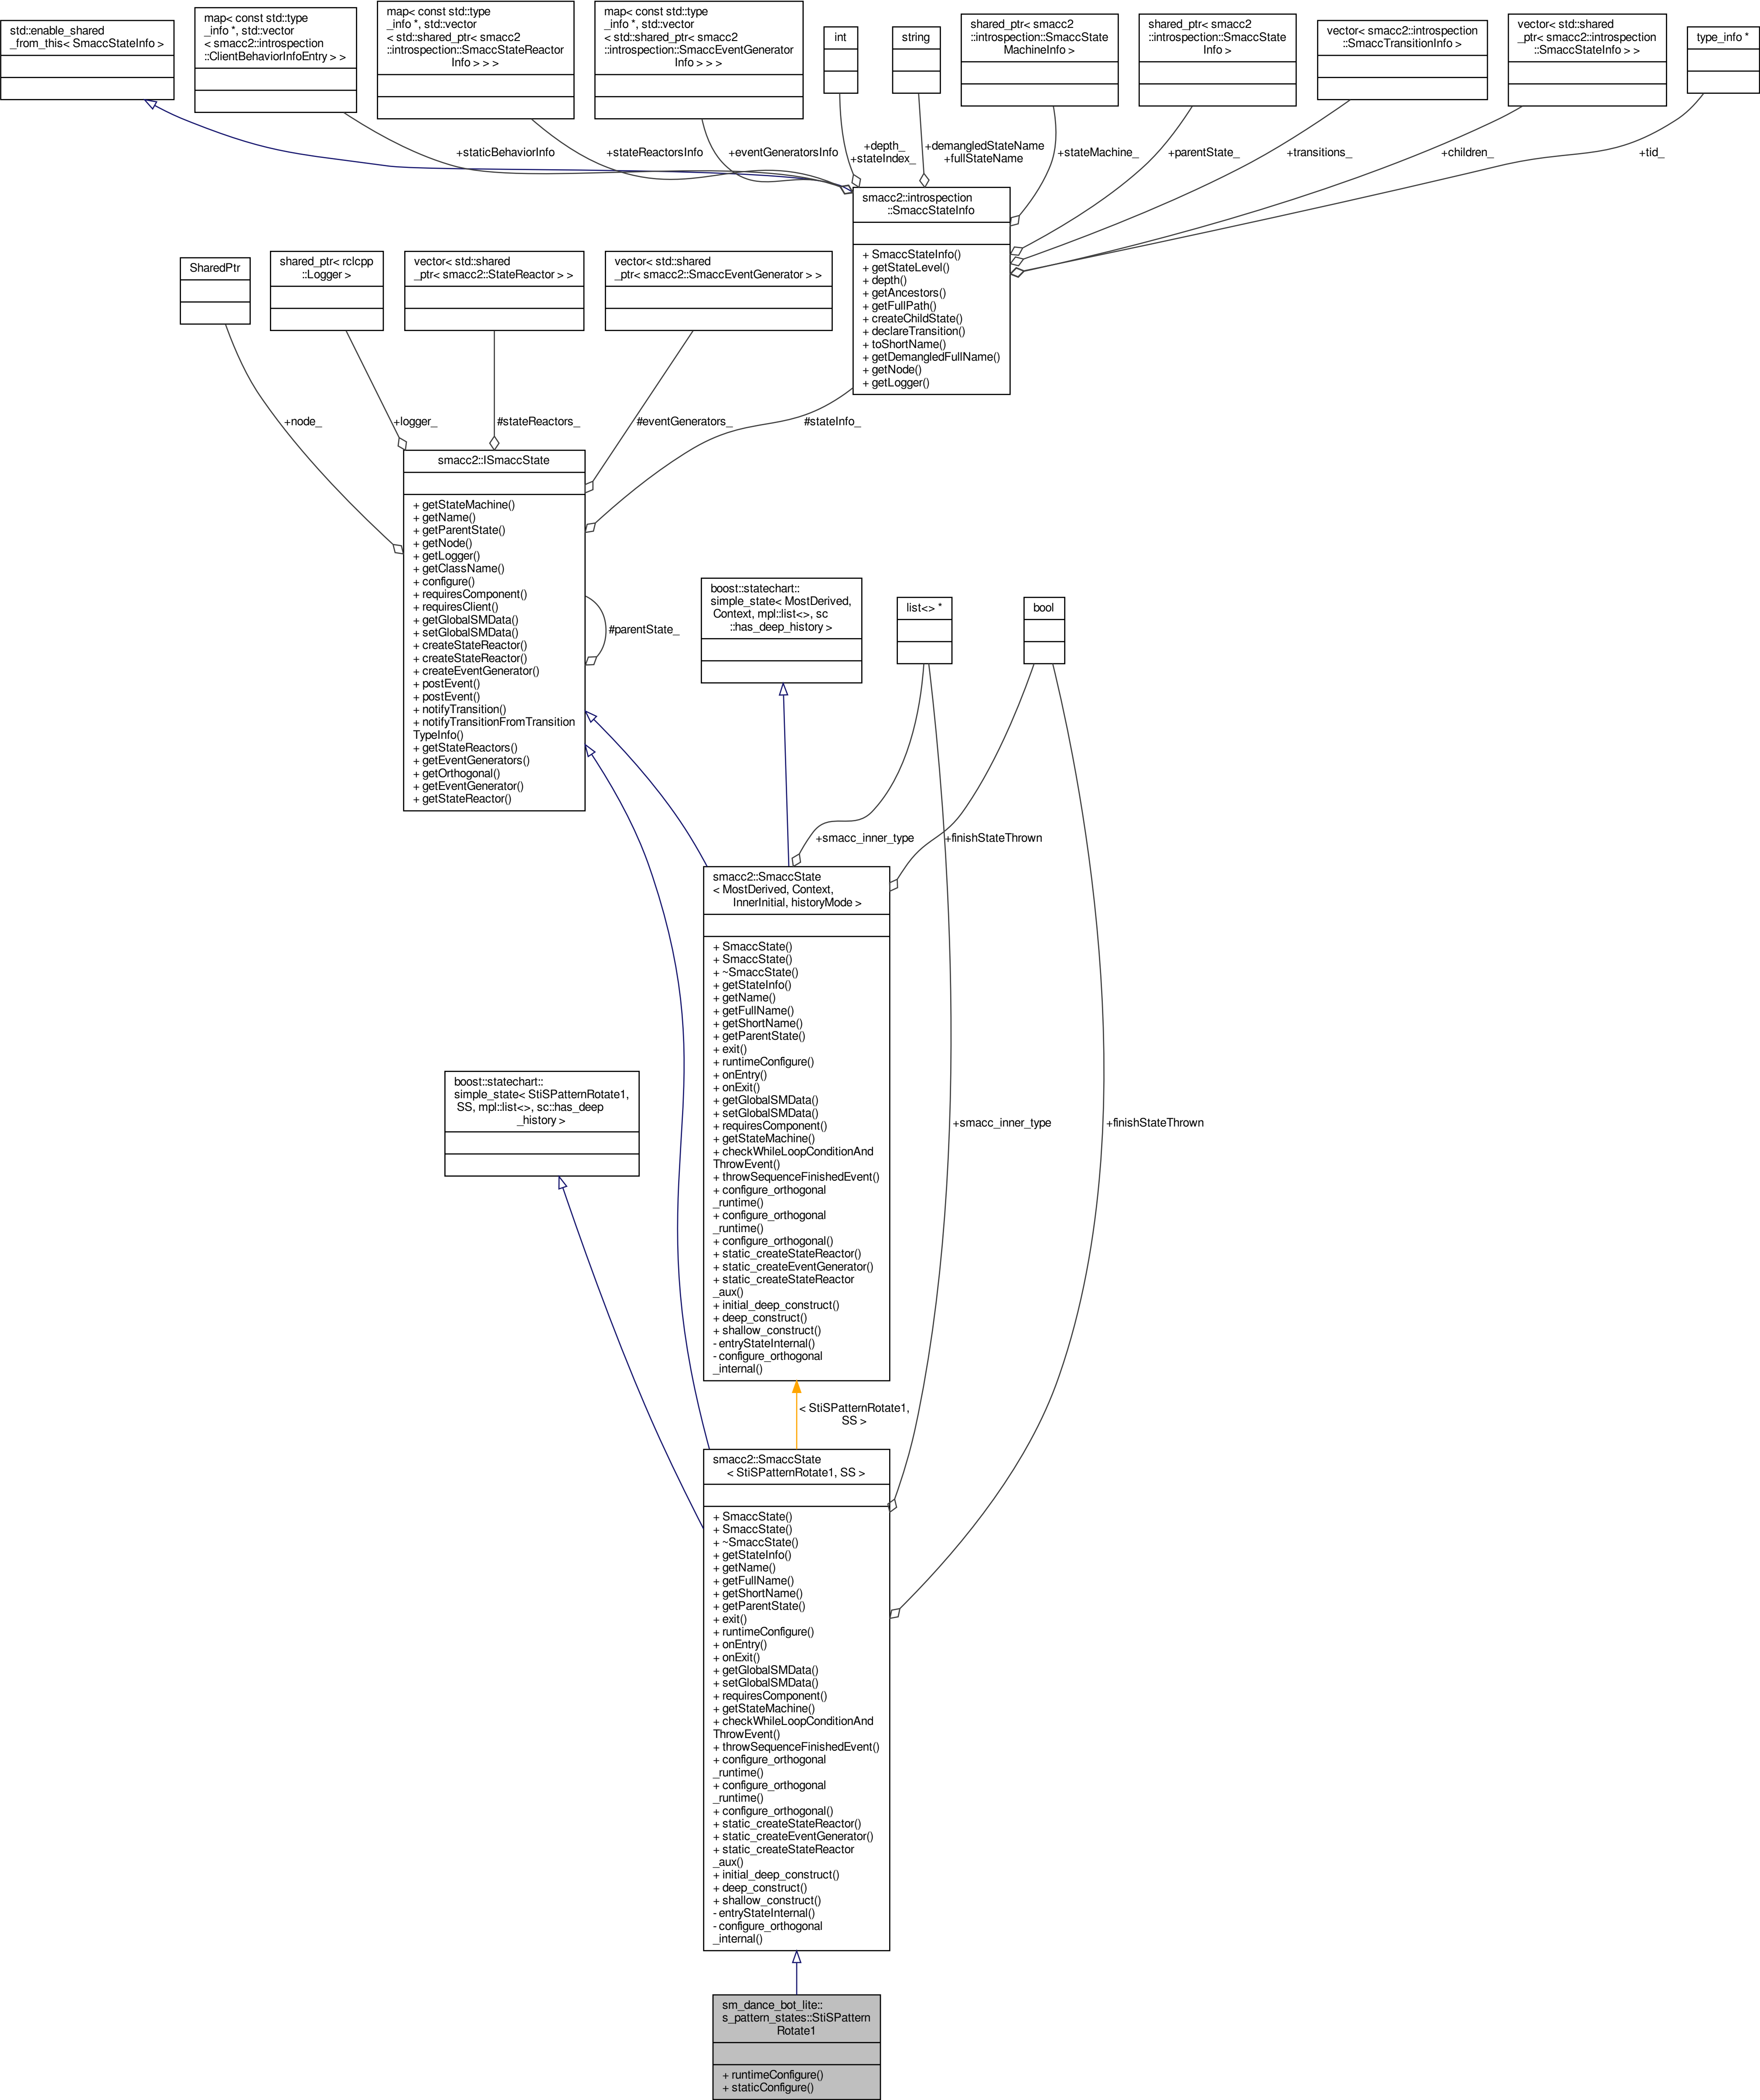 std::enable_shared
_from_this< SmaccStateInfo >
map< const std::type
_info *, std::vector
< smacc2::introspection
::ClientBehaviorInfoEntry > >
map< const std::type
_info *, std::vector
< std::shared_ptr< smacc2
::introspection::SmaccStateReactor
Info > > >
map< const std::type
_info *, std::vector
< std::shared_ptr< smacc2
::introspection::SmaccEventGenerator
Info > > >
int
string
shared_ptr< smacc2
::introspection::SmaccState
MachineInfo >
shared_ptr< smacc2
::introspection::SmaccState
Info >
vector< smacc2::introspection
::SmaccTransitionInfo >
vector< std::shared
_ptr< smacc2::introspection
::SmaccStateInfo > >
type_info *
+staticBehaviorInfo
+stateReactorsInfo
+eventGeneratorsInfo
+depth_
+stateIndex_
+demangledStateName
+fullStateName
+stateMachine_
+parentState_
+transitions_
+children_
+tid_
smacc2::introspection
::SmaccStateInfo
+ SmaccStateInfo()
+ getStateLevel()
+ depth()
+ getAncestors()
+ getFullPath()
+ createChildState()
+ declareTransition()
+ toShortName()
+ getDemangledFullName()
+ getNode()
+ getLogger()
SharedPtr
shared_ptr< rclcpp
::Logger >
vector< std::shared
_ptr< smacc2::StateReactor > >
vector< std::shared
_ptr< smacc2::SmaccEventGenerator > >
+node_
+logger_
#stateReactors_
#eventGenerators_
#stateInfo_
smacc2::ISmaccState
+ getStateMachine()
+ getName()
+ getParentState()
+ getNode()
+ getLogger()
+ getClassName()
+ configure()
+ requiresComponent()
+ requiresClient()
+ getGlobalSMData()
+ setGlobalSMData()
+ createStateReactor()
+ createStateReactor()
+ createEventGenerator()
+ postEvent()
+ postEvent()
+ notifyTransition()
+ notifyTransitionFromTransition
TypeInfo()
+ getStateReactors()
+ getEventGenerators()
+ getOrthogonal()
+ getEventGenerator()
+ getStateReactor()
#parentState_
boost::statechart::
simple_state< MostDerived,
Context, mpl::list<>, sc
::has_deep_history >
list<> *
bool
+smacc_inner_type
+finishStateThrown
smacc2::SmaccState
< MostDerived, Context,
InnerInitial, historyMode >
+ SmaccState()
+ SmaccState()
+ ~SmaccState()
+ getStateInfo()
+ getName()
+ getFullName()
+ getShortName()
+ getParentState()
+ exit()
+ runtimeConfigure()
+ onEntry()
+ onExit()
+ getGlobalSMData()
+ setGlobalSMData()
+ requiresComponent()
+ getStateMachine()
+ checkWhileLoopConditionAnd
ThrowEvent()
+ throwSequenceFinishedEvent()
+ configure_orthogonal
_runtime()
+ configure_orthogonal
_runtime()
+ configure_orthogonal()
+ static_createStateReactor()
+ static_createEventGenerator()
+ static_createStateReactor
_aux()
+ initial_deep_construct()
+ deep_construct()
+ shallow_construct()
- entryStateInternal()
- configure_orthogonal
_internal()
boost::statechart::
simple_state< StiSPatternRotate1,
SS, mpl::list<>, sc::has_deep
_history >
+smacc_inner_type
+finishStateThrown
< StiSPatternRotate1,
SS >
smacc2::SmaccState
< StiSPatternRotate1, SS >
+ SmaccState()
+ SmaccState()
+ ~SmaccState()
+ getStateInfo()
+ getName()
+ getFullName()
+ getShortName()
+ getParentState()
+ exit()
+ runtimeConfigure()
+ onEntry()
+ onExit()
+ getGlobalSMData()
+ setGlobalSMData()
+ requiresComponent()
+ getStateMachine()
+ checkWhileLoopConditionAnd
ThrowEvent()
+ throwSequenceFinishedEvent()
+ configure_orthogonal
_runtime()
+ configure_orthogonal
_runtime()
+ configure_orthogonal()
+ static_createStateReactor()
+ static_createEventGenerator()
+ static_createStateReactor
_aux()
+ initial_deep_construct()
+ deep_construct()
+ shallow_construct()
- entryStateInternal()
- configure_orthogonal
_internal()
sm_dance_bot_lite::
s_pattern_states::StiSPattern
Rotate1
+ runtimeConfigure()
+ staticConfigure()